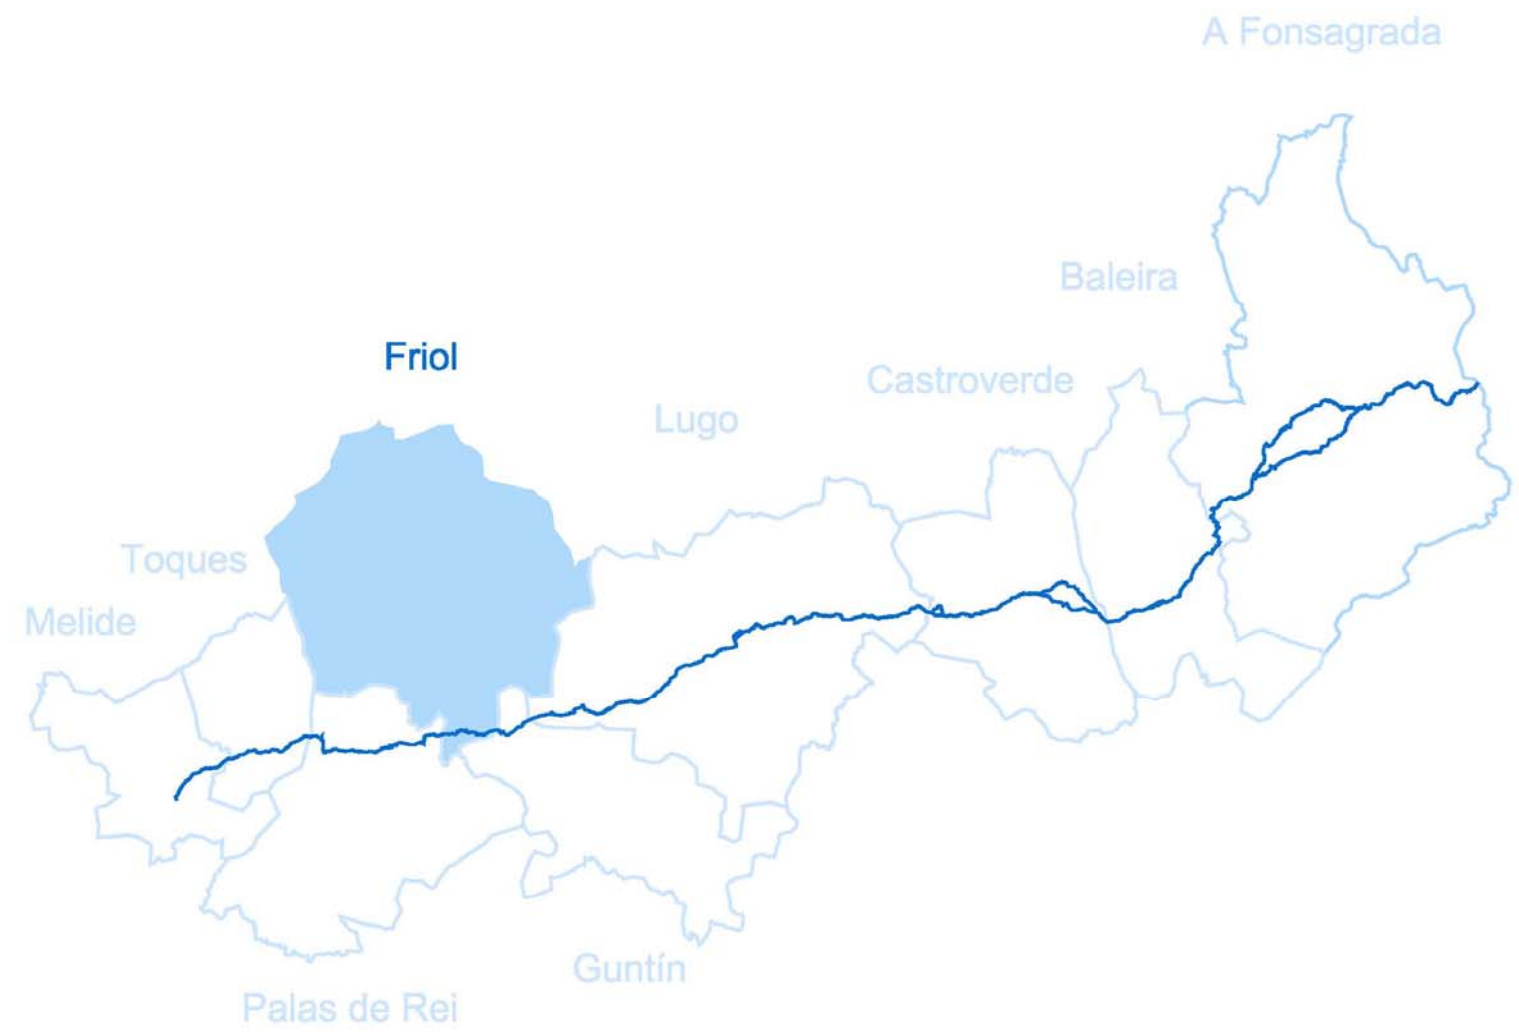 A Fonsagrada
Baleira
Friol
Castroverde
Lugo
Toques
Melide
Guntín
Palas de Rei